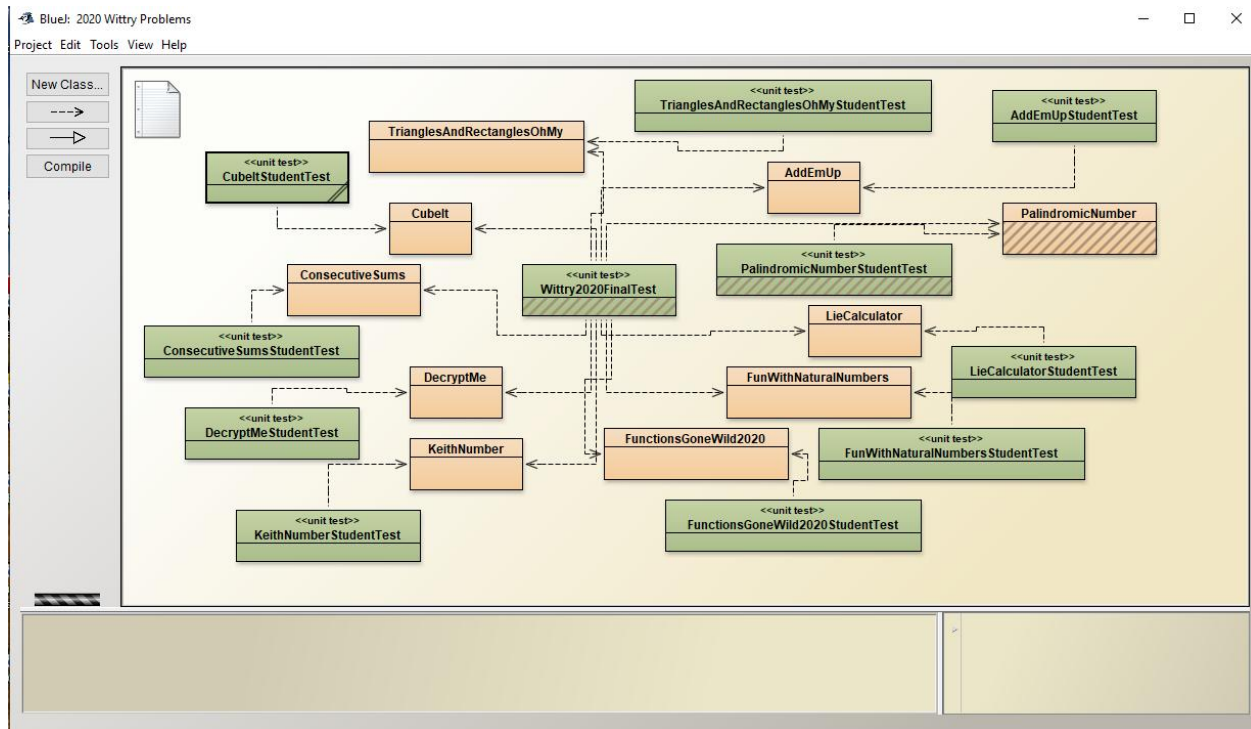 BlueJ: 2020 Wittry Problems
Project Edit Tools View Help
New Class...
Compile
<<unit test>>
TrianglesAndRectanglesOhMyStudentTest
<<unit test>>
AddEmUpStudentTest
TrianglesAndRectanglesOhMy
<<unit test>>
CubeItStudentTest
AddEmUp
CubeIt
PalindromicNumber
<<unit test>>
PalindromicNumberStudentTest
ConsecutiveSums
<<unit test>>
Wittry2020FinalTest
LieCalculator
<<unit test>>
ConsecutiveSumsStudentTest
<<unit test>>
LieCalculatorStudentTest
DecryptMe
FunWithNaturalNumbers
<<unit test>>
DecryptMeStudentTest
KeithNumber
FunctionsGoneWild2020
<<unit test>>
FunWithNaturalNumbersStudentTest
<<unit test>>
KeithNumberStudentTest
<<unit test>>
FunctionsGoneWild2020StudentTest